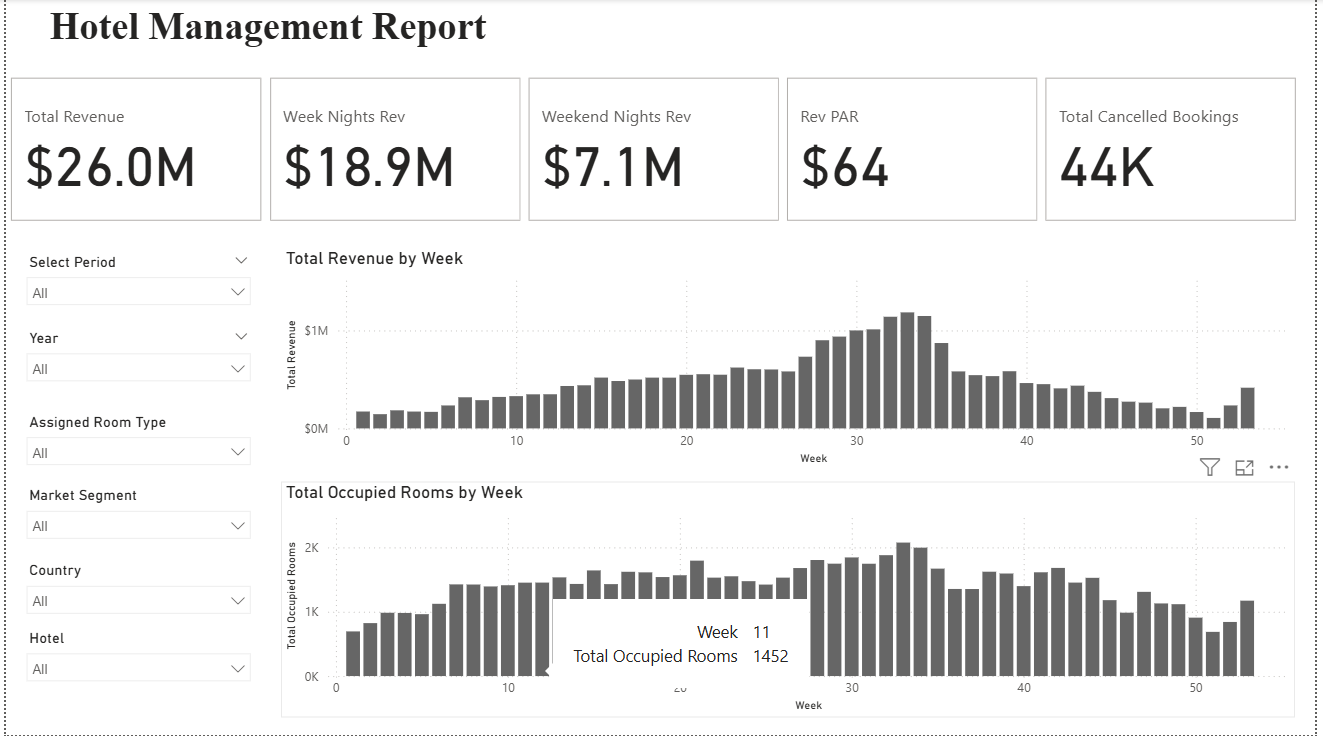 Hotel Management Report
Total Revenue
$26.0M
Week Nights Rev
$18.9M
Weekend Nights Rev
$7.1M
Rev PAR
$64
Total Cancelled Bookings
44K
Select Period
All
Year
All
Assigned Room Type
All
Market Segment
All
Country
All
Hotel
All
Total Revenue by Week
Total Revenue
$1M
$0M
0 10 20 30 40 50
Week
Total Occupied Rooms by Week
Total Occupied Rooms
2K
1K
0K
Week 11
Total Occupied Rooms 1452
0 10 30 40 50
Week